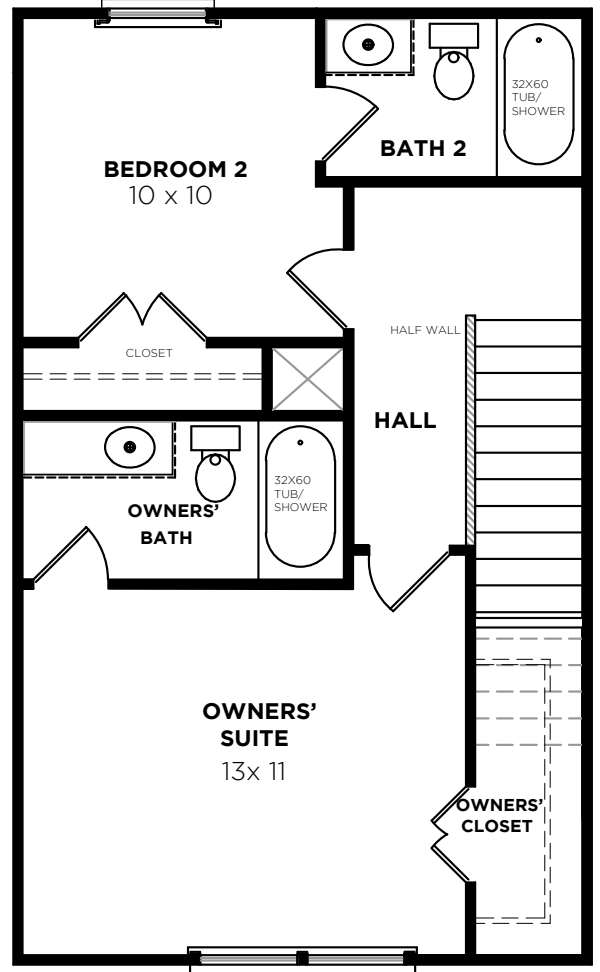 32X60
TUB/
SHOWER
BATH 2
BEDROOM 2
10 x 10
HALF WALL
CLOSET
HALL
32X60
TUB/
SHOWER
OWNERS'
BATH
OWNERS'
SUITE
13x 11
OWNERS'
CLOSET